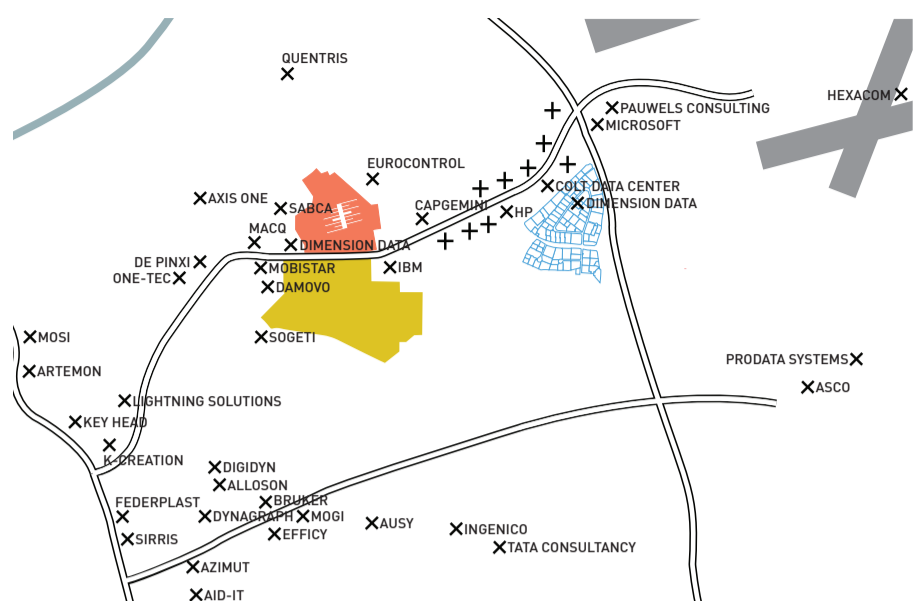 QUENTRIS
HEXACOM
PAUWELS CONSULTING
MICROSOFT
EUROCONTROL
COLT DATA CENTER
AXIS ONE
SABCA
CAPGEMINI
HP
DIMENSION DATA
MACQ
DIMENSION DATA
DE PINXI
MOBISTAR
IBM
ONE-TEC
DAMOVO
MOSI
SOGETI
PRODATA SYSTEMS
ARTEMON
ASCO
LIGHTNING SOLUTIONS
KEY HEAD
K-CREATION
DIGIDYN
ALLOSON
BRUKER
FEDERPLAST
DYNAGRAPH
MOGI
AUSY
INGENICO
EFFICY
SIRRIS
TATA CONSULTANCY
AZIMUT
AID-IT